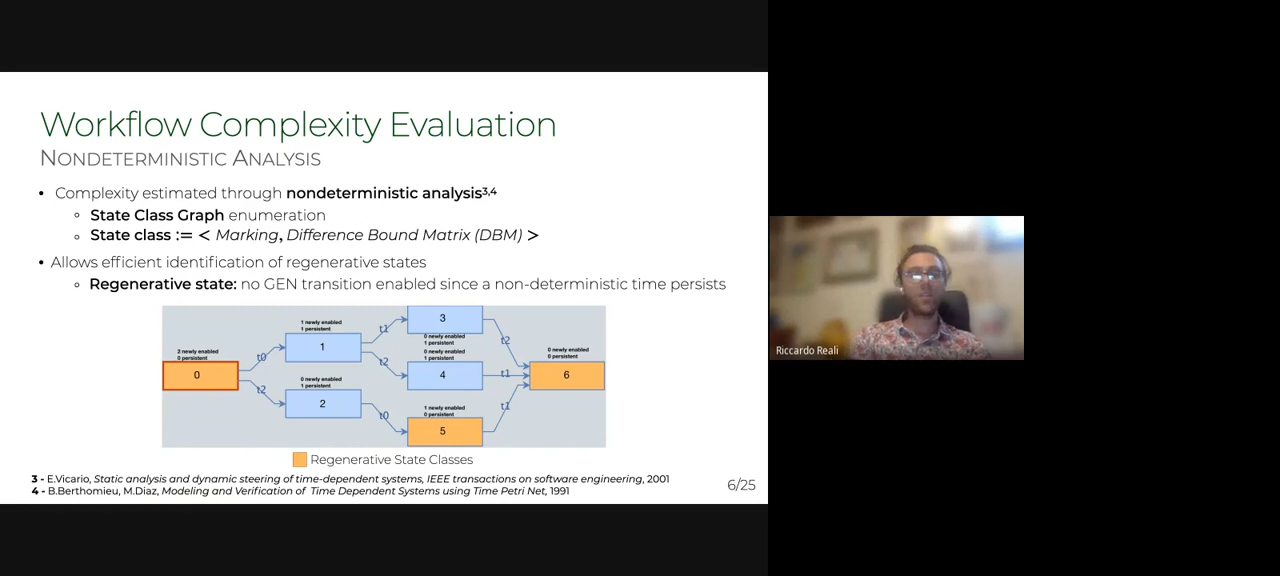 Workflow Complexity Evaluation
NONDETERMINISTIC ANALYSIS
• Complexity estimated through nondeterministic analysis3,4
◦ State Class Graph enumeration
◦ State class := < Marking, Difference Bound Matrix (DBM) >
• Allows efficient identification of regenerative states
◦ Regenerative state: no GEN transition enabled since a non-deterministic time persists
2 newly enabled
0 persistent
0
t0
t2
1 newly enabled
1 persistent
1
0 newly enabled
1 persistent
2
t1
t2
t0
3
0 newly enabled
1 persistent
0 newly enabled
1 persistent
4
1 newly enabled
0 persistent
5
t2
t1
t1
0 newly enabled
0 persistent
6
Regenerative State Classes
3 - E.Vicario, Static analysis and dynamic steering of time-dependent systems, IEEE transactions on software engineering, 2001
4 - B.Berthomieu, M.Diaz, Modeling and Verification of Time Dependent Systems using Time Petri Net, 1991
6/25
Riccardo Reali